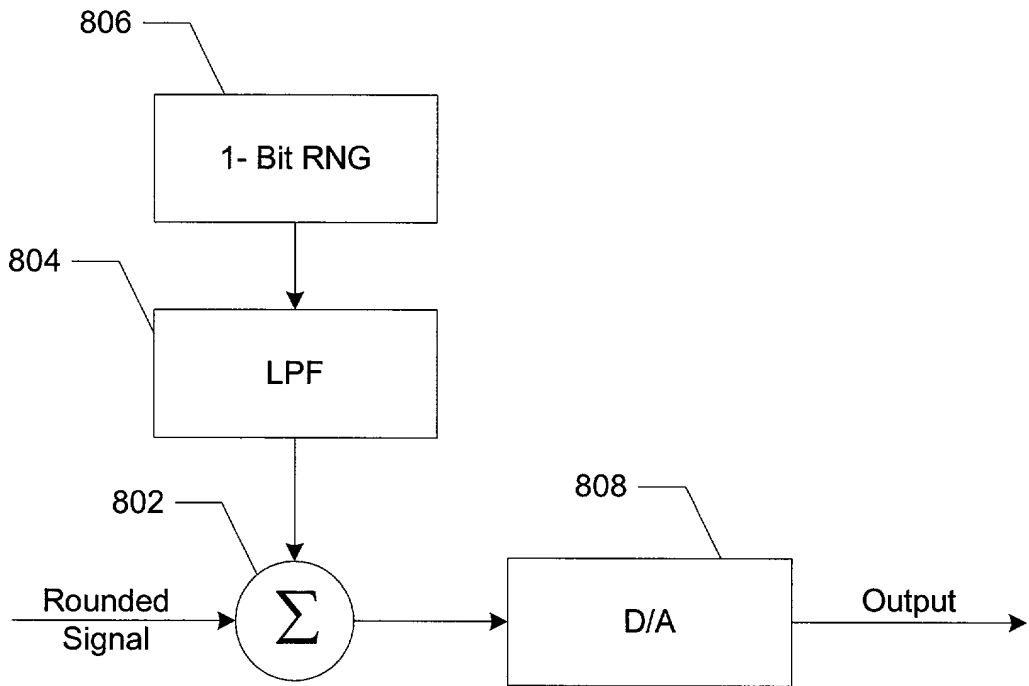 806
1- Bit RNG
804
LPF
802
808
Rounded
Signal
Σ
D/A
Output